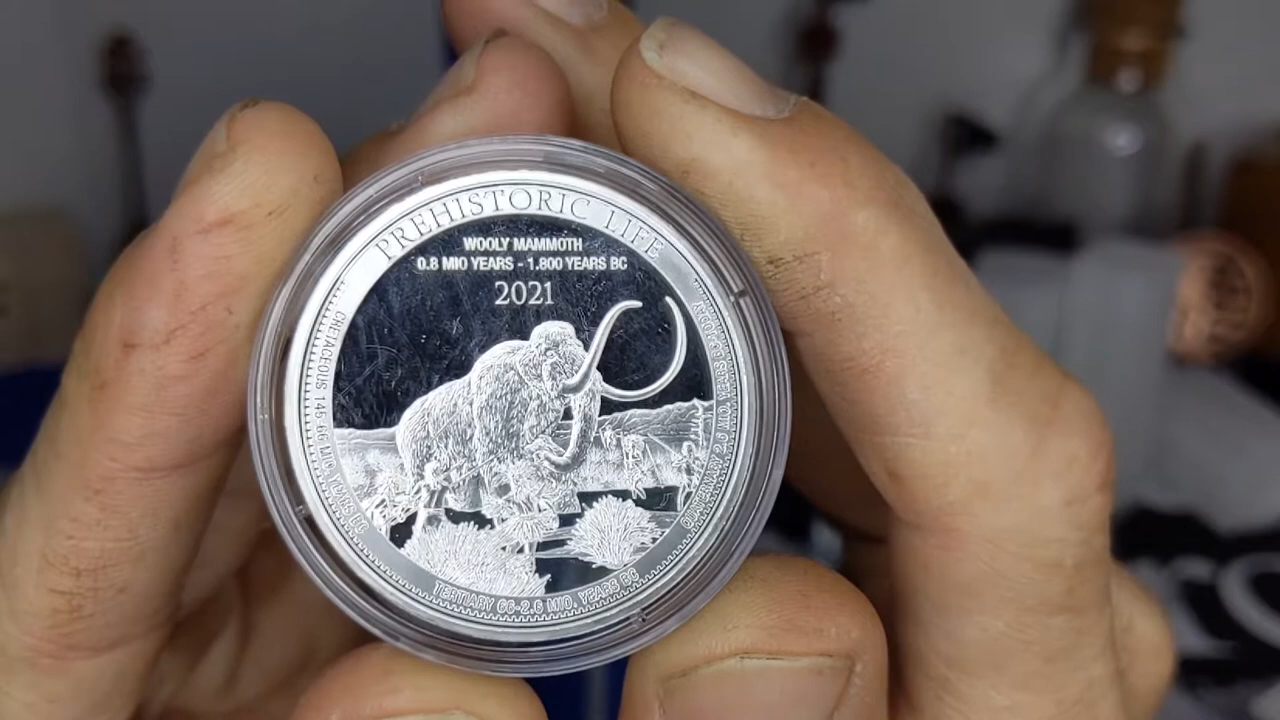 PREHISTORIC LIFE
WOOLY MAMMOTH
0.8 MIO YEARS - 1.800 YEARS BC
2021
CRETACEOUS 145-66 MIO. YEARS BC
TERTIARY 66-2.6 MIO. YEARS BC
QUATERNARY 2.6 MIO. YEARS BC